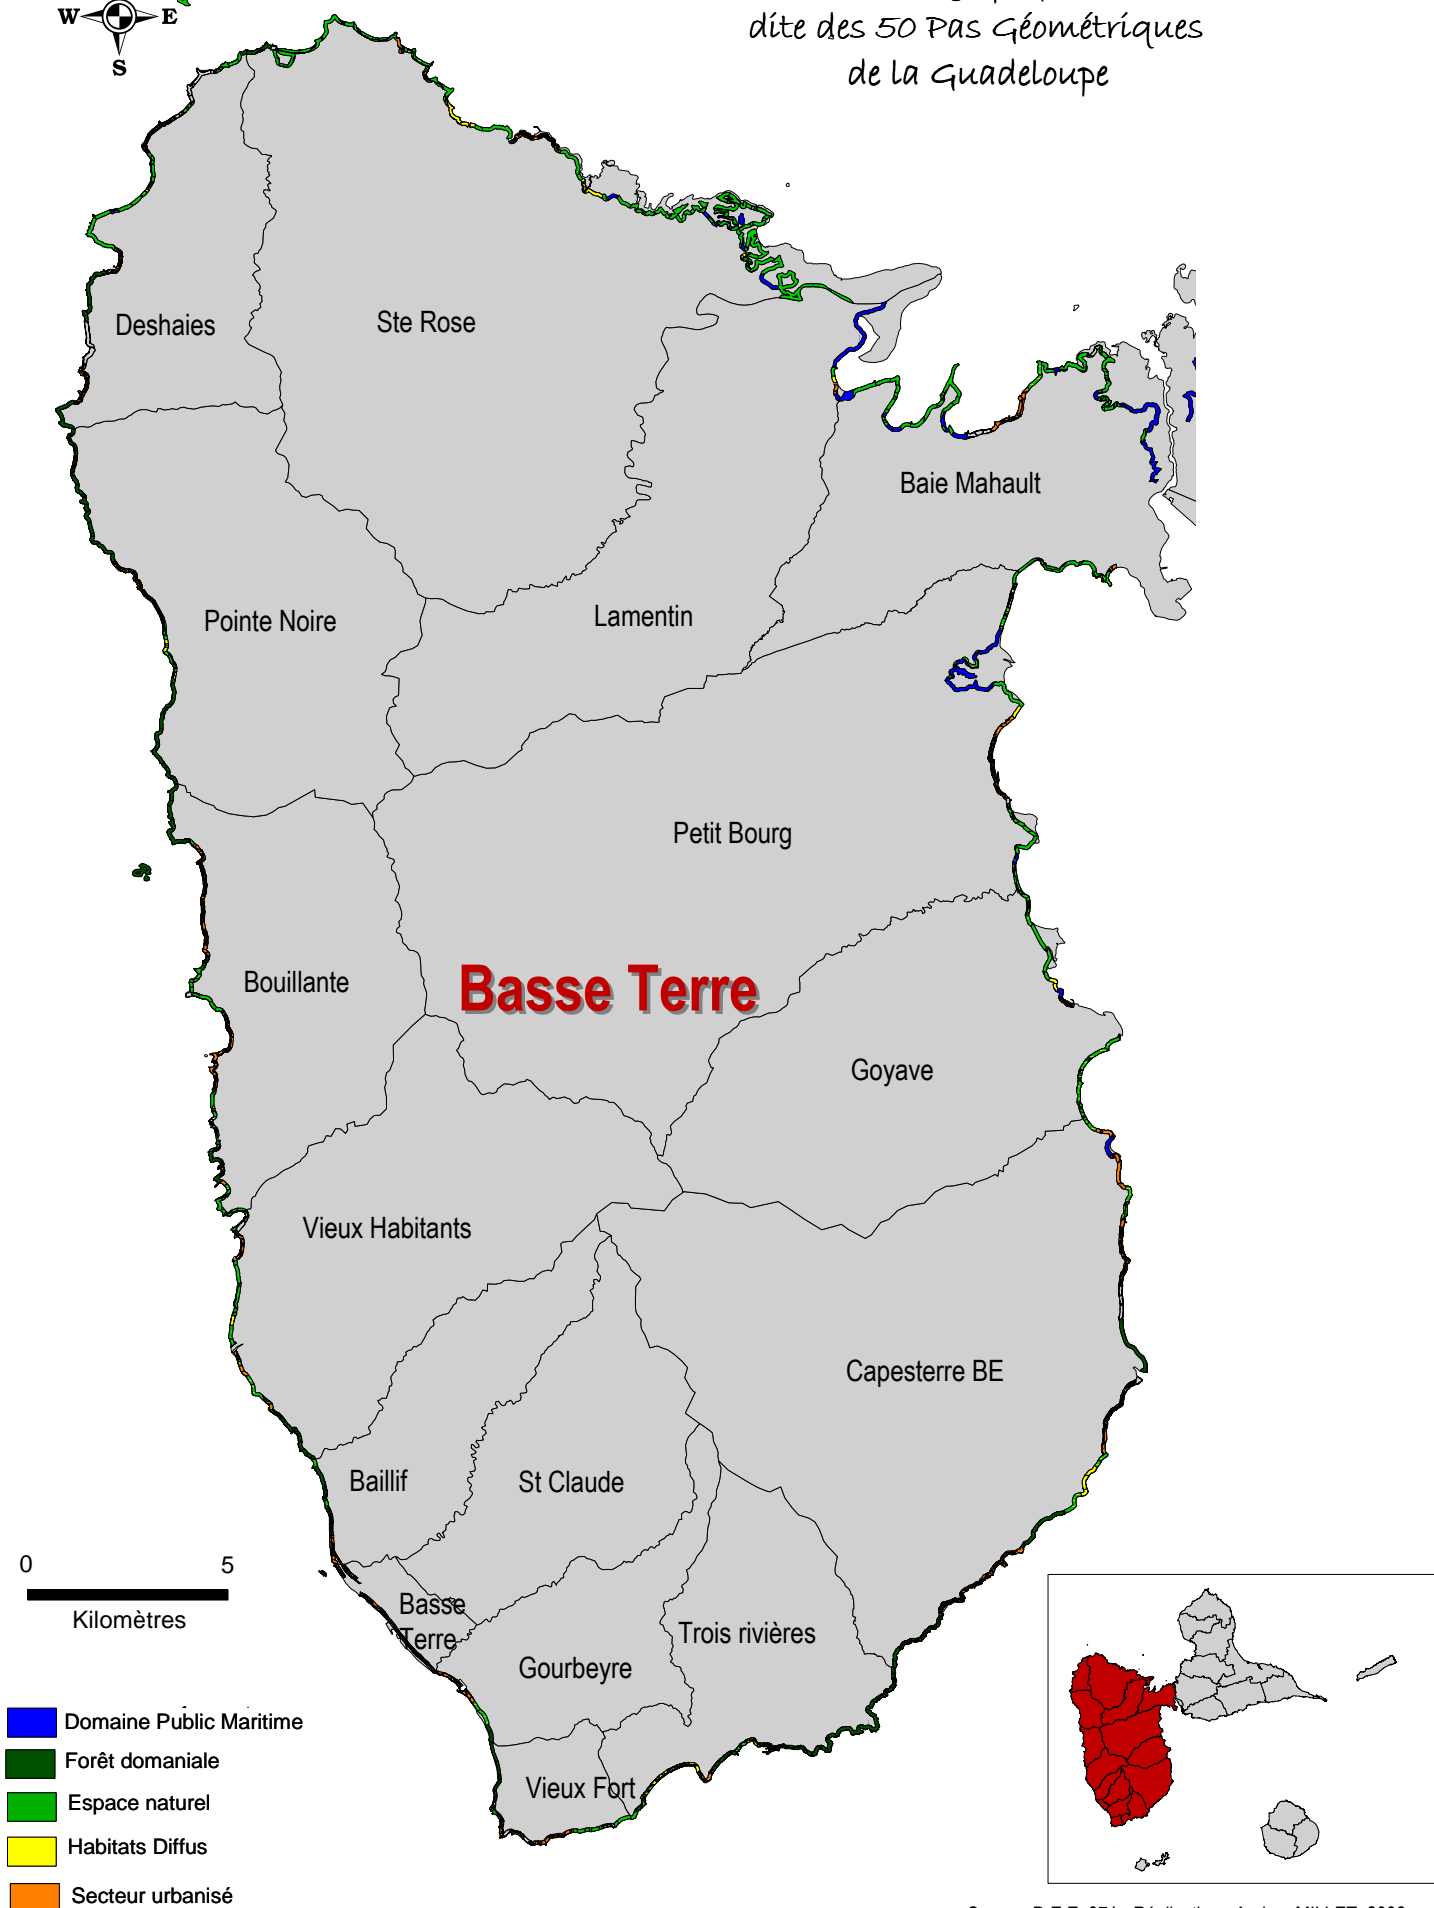 W E
S
dite des 50 Pas Géométriques
de la Guadeloupe
Deshaies
Ste Rose
Baie Mahault
Pointe Noire
Lamentin
Petit Bourg
Bouillante
Basse Terre
Goyave
Vieux Habitants
Capesterre BE
Baillif
St Claude
0 5
Kilomètres
Basse
Terre
Trois rivières
Gourbeyre
Vieux Fort
Domaine Public Maritime
Forêt domaniale
Espace naturel
Habitats Diffus
Secteur urbanisé